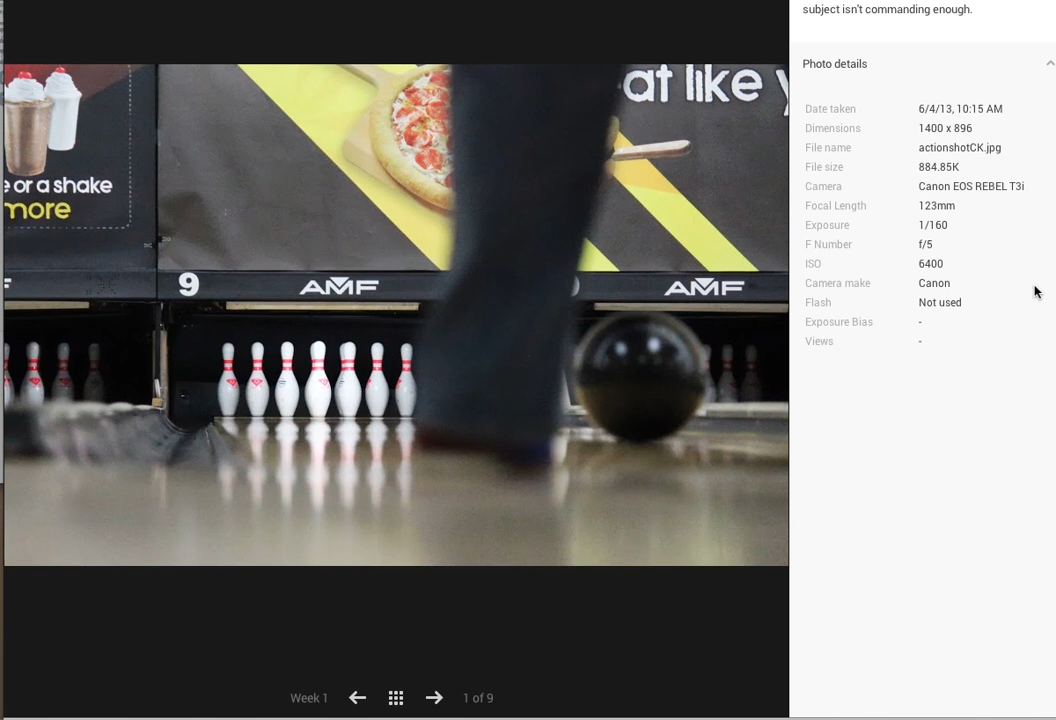 subject isn't commanding enough.
Photo details
Date taken 6/4/13, 10:15 AM
Dimensions 1400 x 896
File name actionshotCK.jpg
File size 884.85K
Camera Canon EOS REBEL T3i
Focal Length 123mm
Exposure 1/160
F Number f/5
ISO 6400
Camera make Canon
Flash Not used
Exposure Bias -
Views -
at like
e or a shake
more
9 AMF AMF
Week 1 1 of 9